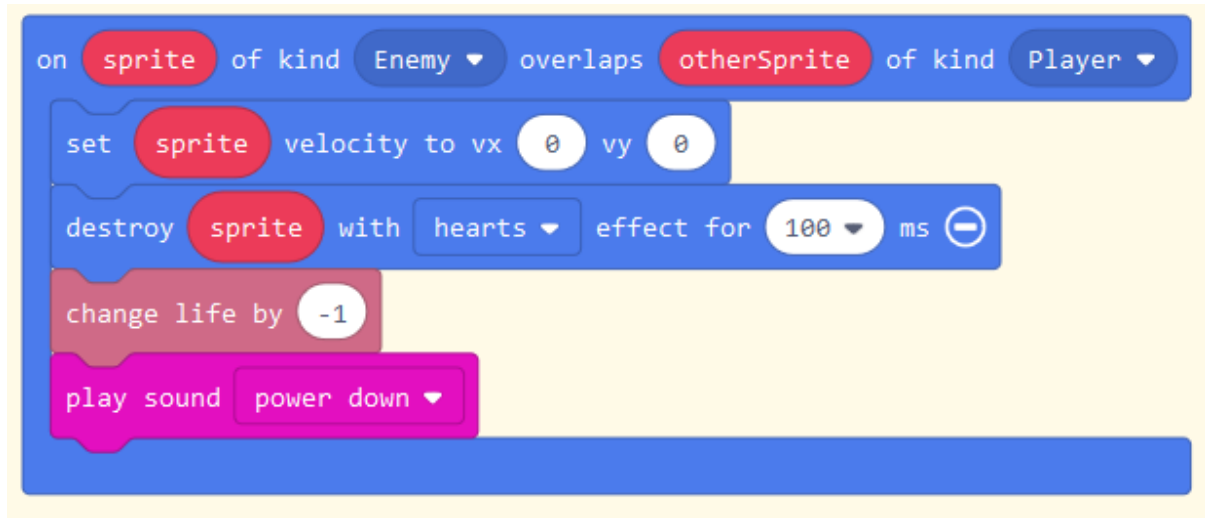 on sprite of kind Enemy overlaps otherSprite of kind Player
set sprite velocity to vx 0 vy 0
destroy sprite with hearts effect for 100 ms
change life by -1
play sound power down